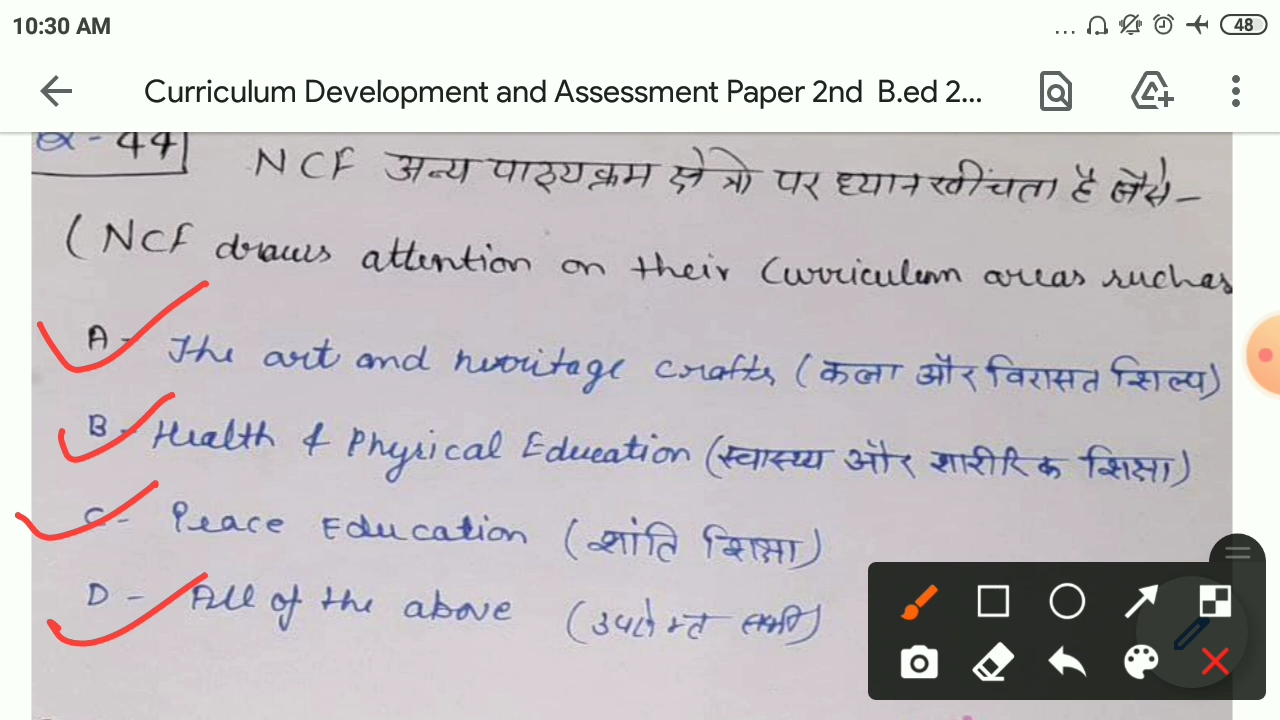 10:30 AM
... 48
Curriculum Development and Assessment Paper 2nd B.ed 2...
Q - 44
NCF अन्य पाठ्यक्रम क्षेत्रो पर ध्यान खींचता है जैसे-
(NCF draws attention on their Curriculum areas such as
A - The art and heritage crafts (कला और विरासत शिल्प)
B - Health & Physical Education (स्वास्थ्य और शारीरिक शिक्षा)
C - Peace Education (शांति शिक्षा)
D - All of the above (उपरोक्त सभी)